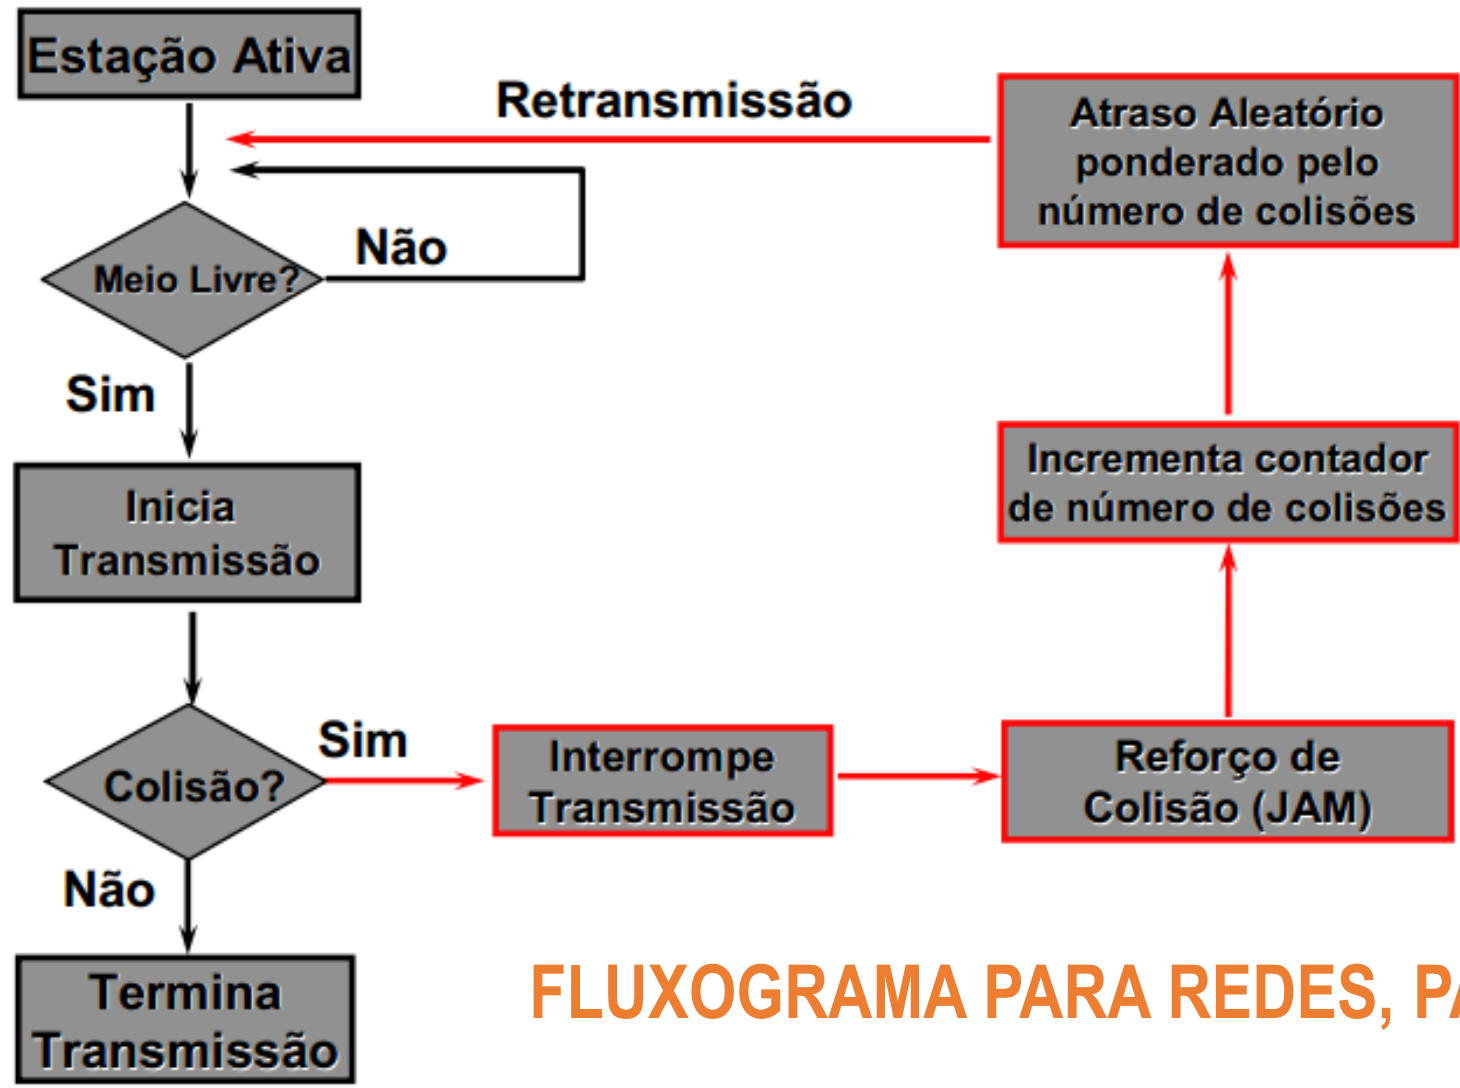 Estação Ativa
Retransmissão
Atraso Aleatório
ponderado pelo
número de colisões
Meio Livre?
Não
Sim
Incrementa contador
de número de colisões
Inicia
Transmissão
Colisão?
Sim
Interrompe
Transmissão
Reforço de
Colisão (JAM)
Não
Termina
Transmissão
FLUXOGRAMA PARA REDES,